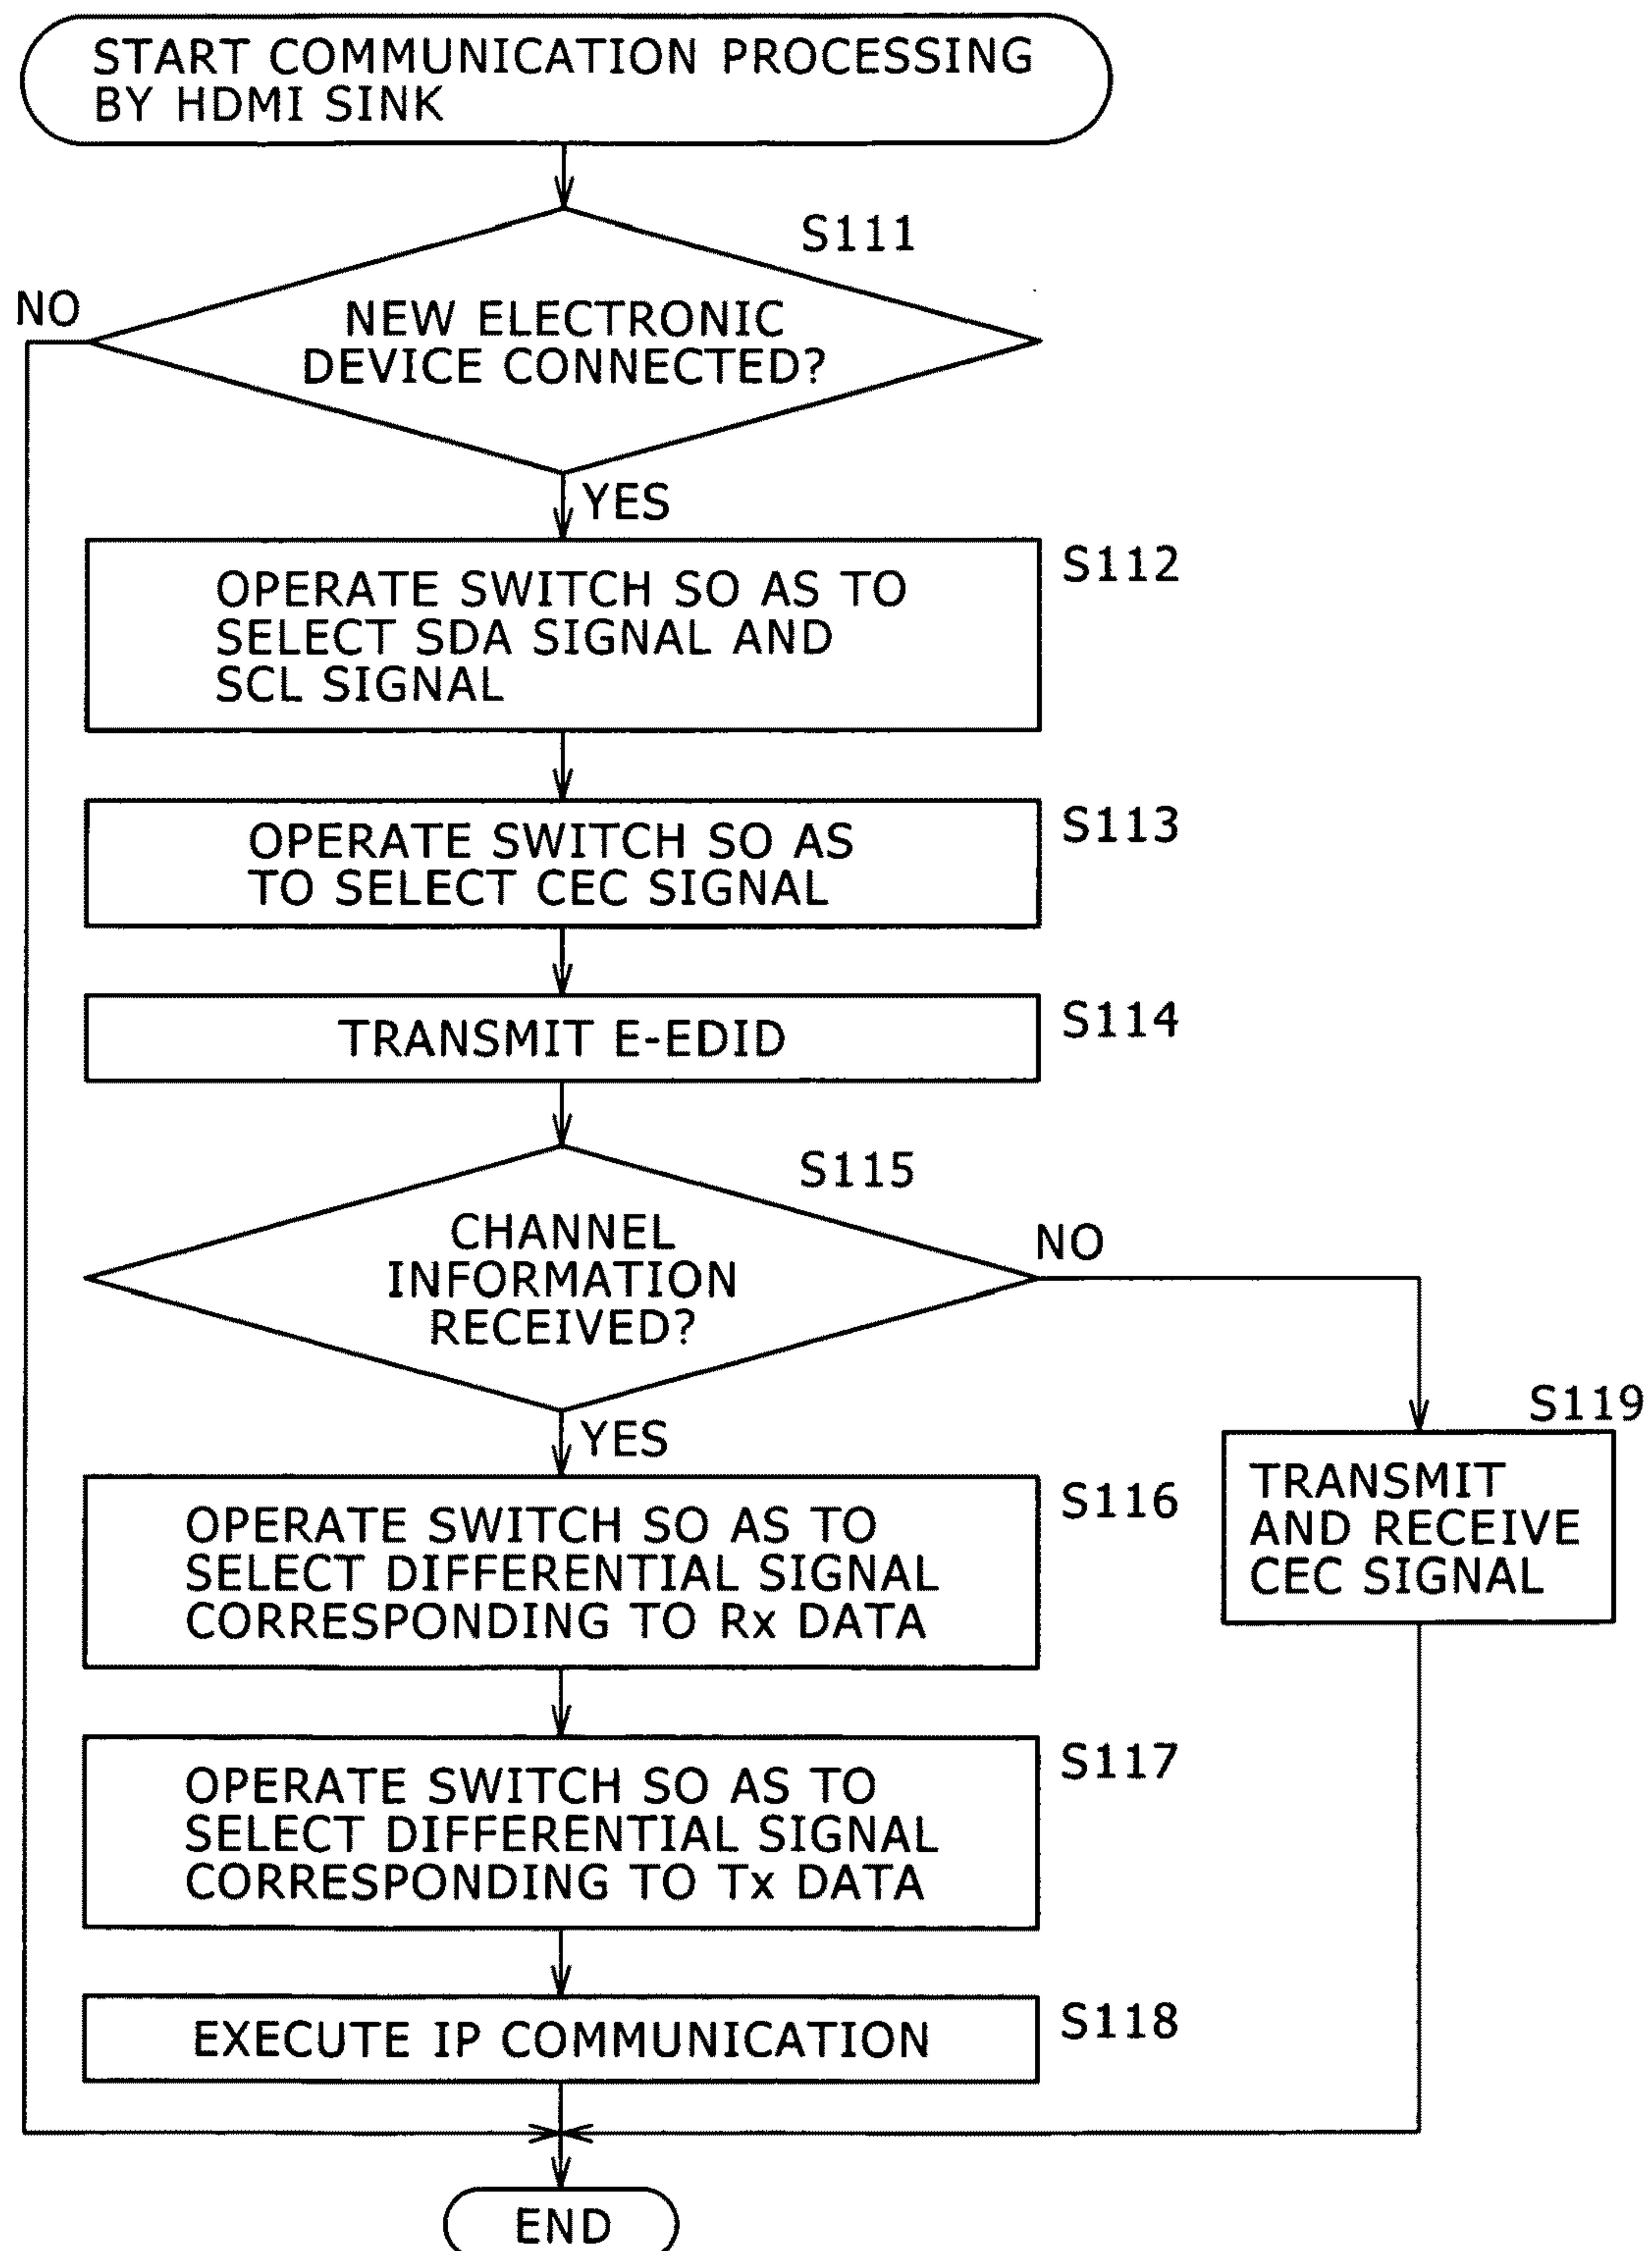 START COMMUNICATION PROCESSING
BY HDMI SINK
S111
NO
NEW ELECTRONIC
DEVICE CONNECTED?
YES
S112
OPERATE SWITCH SO AS TO
SELECT SDA SIGNAL AND
SCL SIGNAL
S113
OPERATE SWITCH SO AS
TO SELECT CEC SIGNAL
S114
TRANSMIT E-EDID
S115
CHANNEL
INFORMATION
RECEIVED?
NO
YES
S119
TRANSMIT
AND RECEIVE
CEC SIGNAL
S116
OPERATE SWITCH SO AS TO
SELECT DIFFERENTIAL SIGNAL
CORRESPONDING TO Rx DATA
S117
OPERATE SWITCH SO AS TO
SELECT DIFFERENTIAL SIGNAL
CORRESPONDING TO Tx DATA
S118
EXECUTE IP COMMUNICATION
END